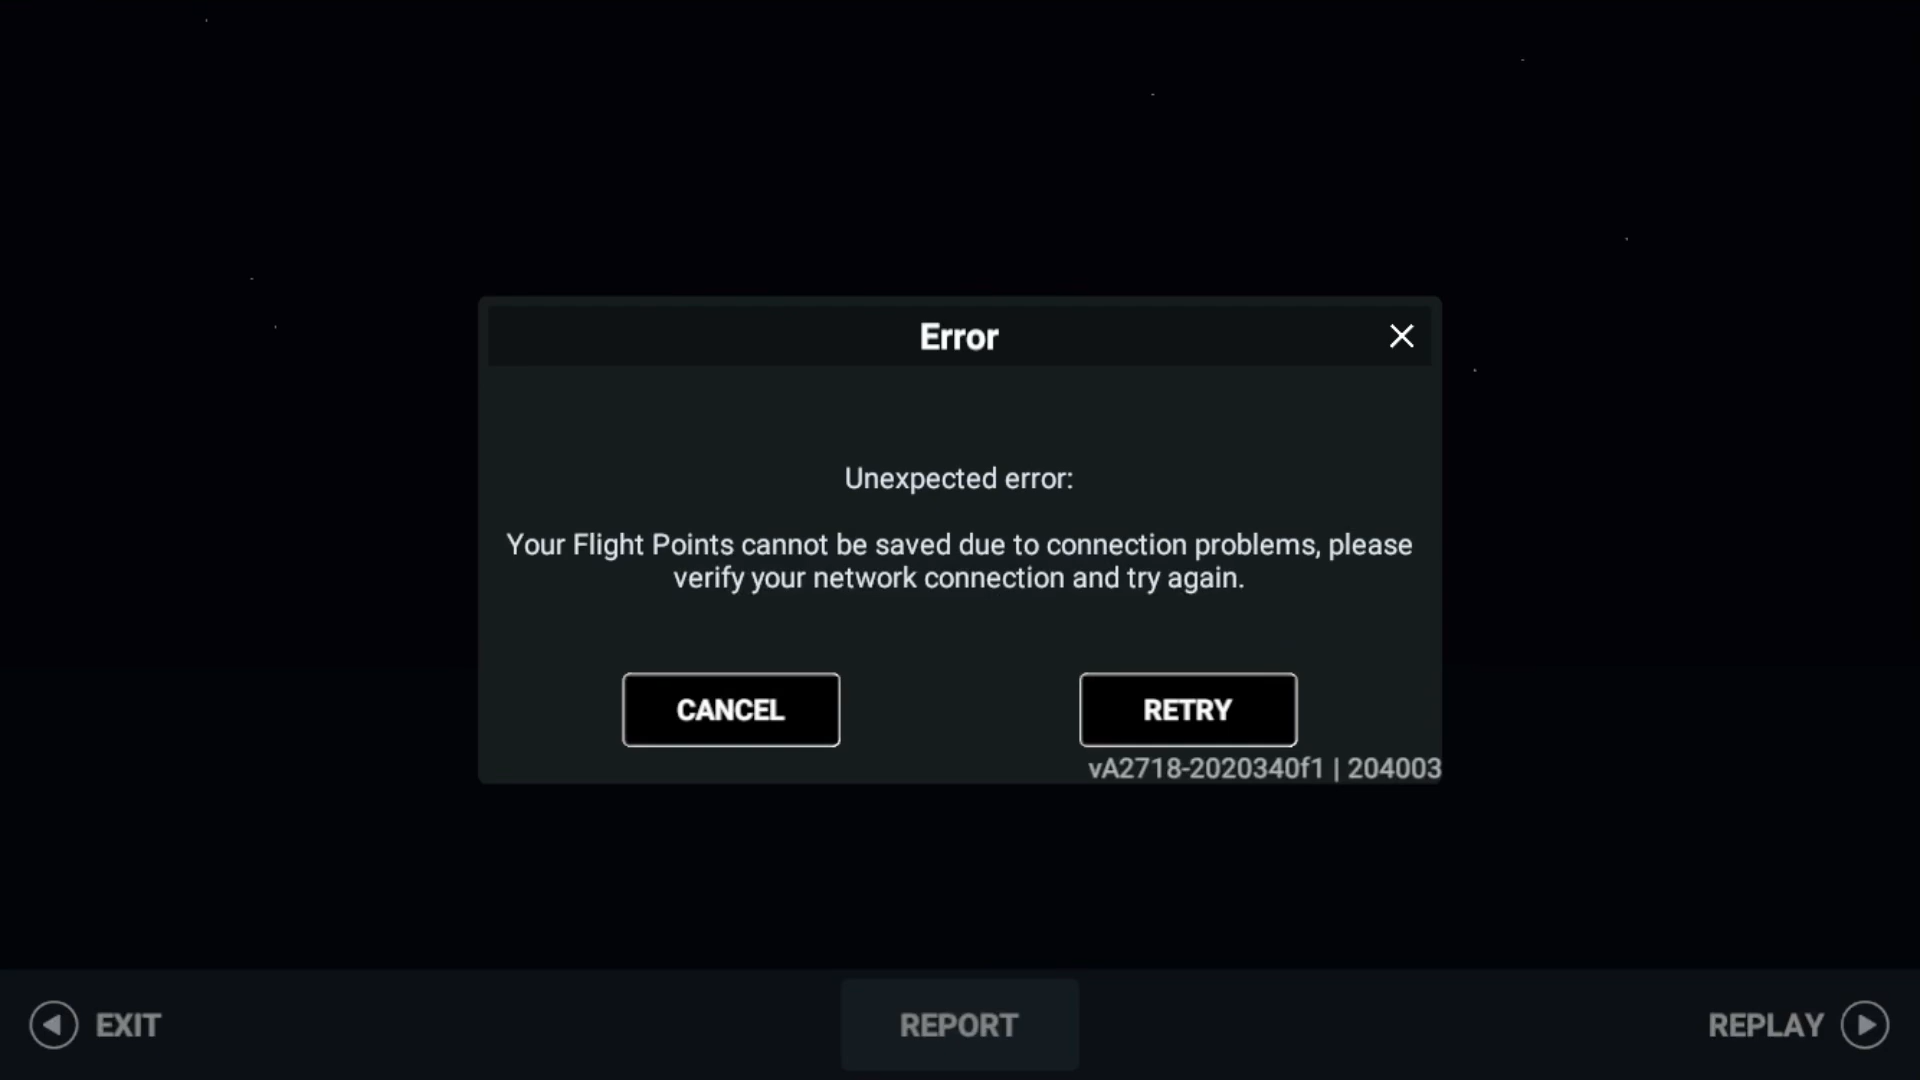 Error
Unexpected error:
Your Flight Points cannot be saved due to connection problems, please
verify your network connection and try again.
CANCEL
RETRY
vA2718-2020340f1 | 204003
EXIT
REPORT
REPLAY